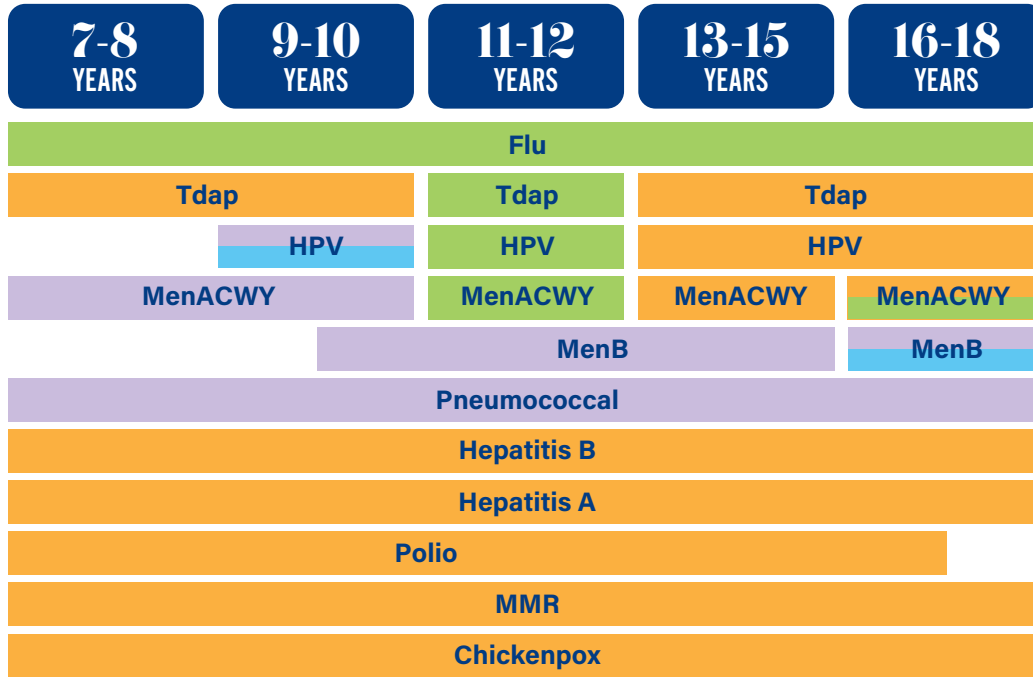 7-8
YEARS
9-10
YEARS
11-12
YEARS
13-15
YEARS
16-18
YEARS
Flu
Tdap
Tdap
Tdap
HPV
HPV
HPV
MenACWY
MenACWY
MenACWY
MenACWY
MenB
MenB
Pneumococcal
Hepatitis B
Hepatitis A
Polio
MMR
Chickenpox